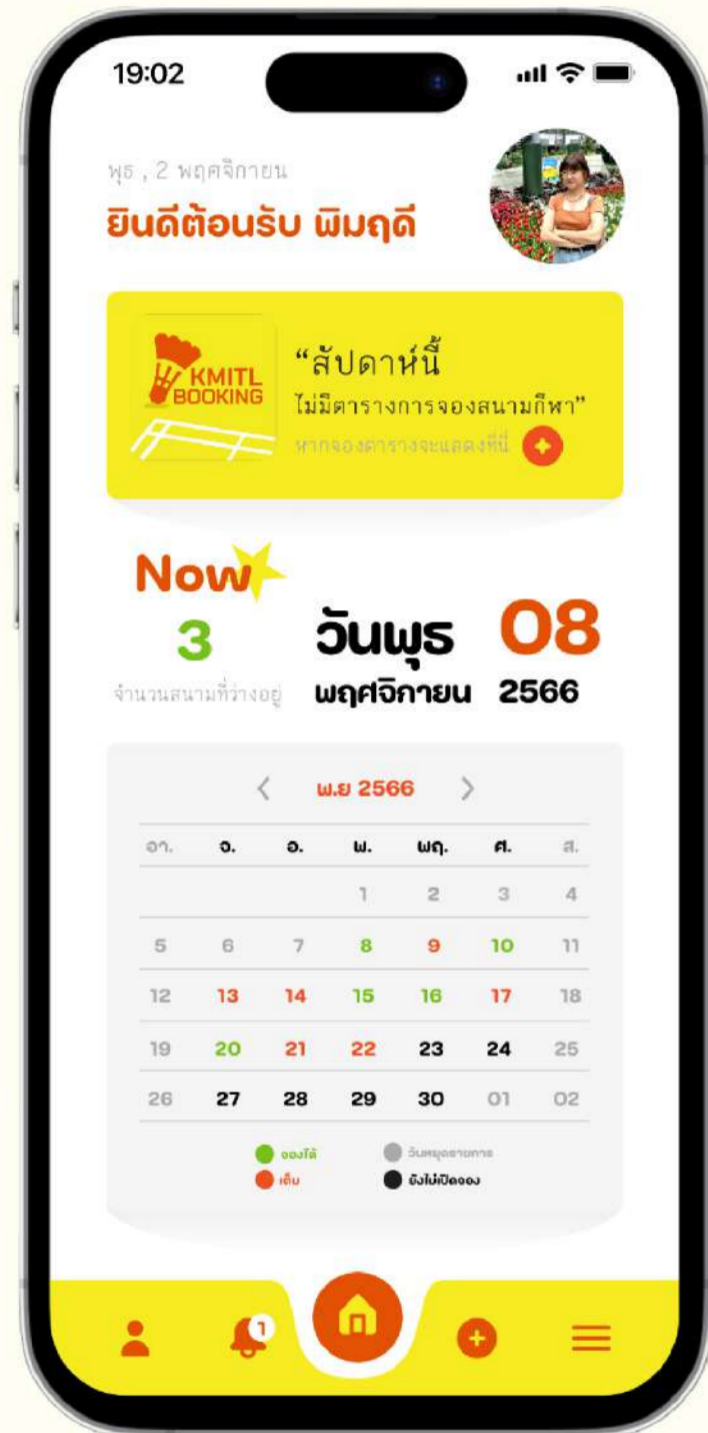 19:02
พุธ , 2 พฤศจิกายน
ยินดีต้อนรับ พิมฤดี
KMITL
BOOKING
“สัปดาห์นี้
ไม่มีตารางการจองสนามกีฬา”
หากจองตารางจะแสดงที่นี่
Now
3
จำนวนสนามที่ว่างอยู่
วันพุธ 08
พฤศจิกายน 2566
พ.ย 2566
อา. จ. อ. พ. พฤ. ศ. ส.
1 2 3 4
5 6 7 8 9 10 11
12 13 14 15 16 17 18
19 20 21 22 23 24 25
26 27 28 29 30 01 02
จองได้ วันหยุดราชการ
เต็ม ยังไม่เปิดจอง
1